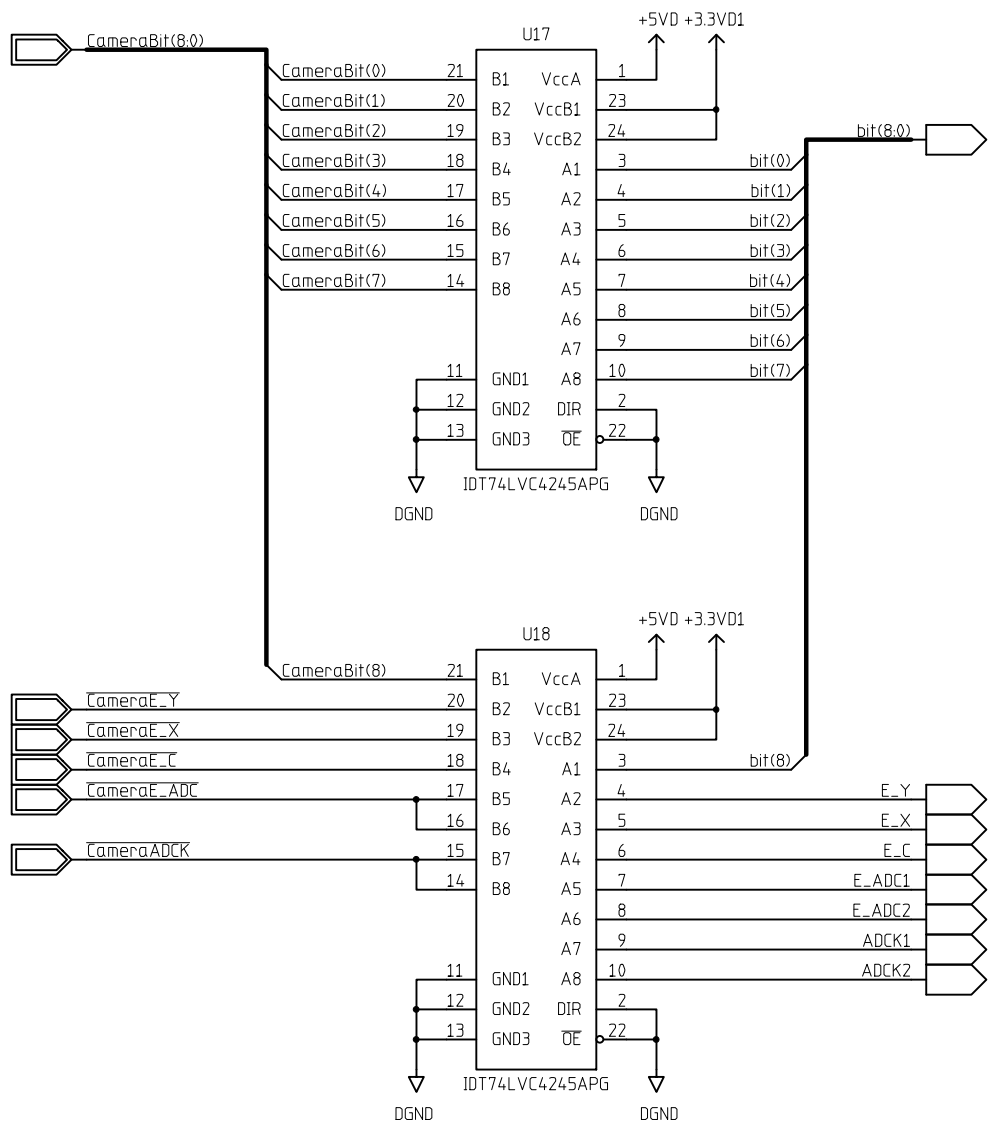 +5VD +3.3VD1
U17
CameraBit(8:0)
CameraBit(0) 21 B1 VccA 1
CameraBit(1) 20 B2 VccB1 23
CameraBit(2) 19 B3 VccB2 24 bit(8:0)
CameraBit(3) 18 B4 A1 3 bit(0)
CameraBit(4) 17 B5 A2 4 bit(1)
CameraBit(5) 16 B6 A3 5 bit(2)
CameraBit(6) 15 B7 A4 6 bit(3)
CameraBit(7) 14 B8 A5 7 bit(4)
A6 8 bit(5)
A7 9 bit(6)
11 GND1 A8 10 bit(7)
12 GND2 DIR 2
13 GND3 OE 22
IDT74LVC4245APG
DGND DGND
+5VD +3.3VD1
U18
CameraBit(8) 21 B1 VccA 1
CameraE_Y 20 B2 VccB1 23
CameraE_X 19 B3 VccB2 24
CameraE_C 18 B4 A1 3 bit(8)
CameraE_ADC 17 B5 A2 4 E_Y
16 B6 A3 5 E_X
CameraADCK 15 B7 A4 6 E_C
14 B8 A5 7 E_ADC1
A6 8 E_ADC2
A7 9 ADCK1
11 GND1 A8 10 ADCK2
12 GND2 DIR 2
13 GND3 OE 22
IDT74LVC4245APG
DGND DGND